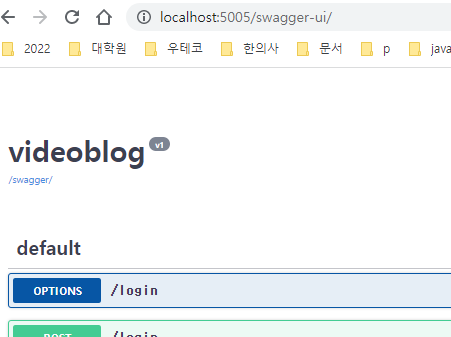 localhost:5005/swagger-ui/
2022 대학원 우테코 한의사 문서 p java
videoblog v1
/swagger/
default
OPTIONS /login
POST /login